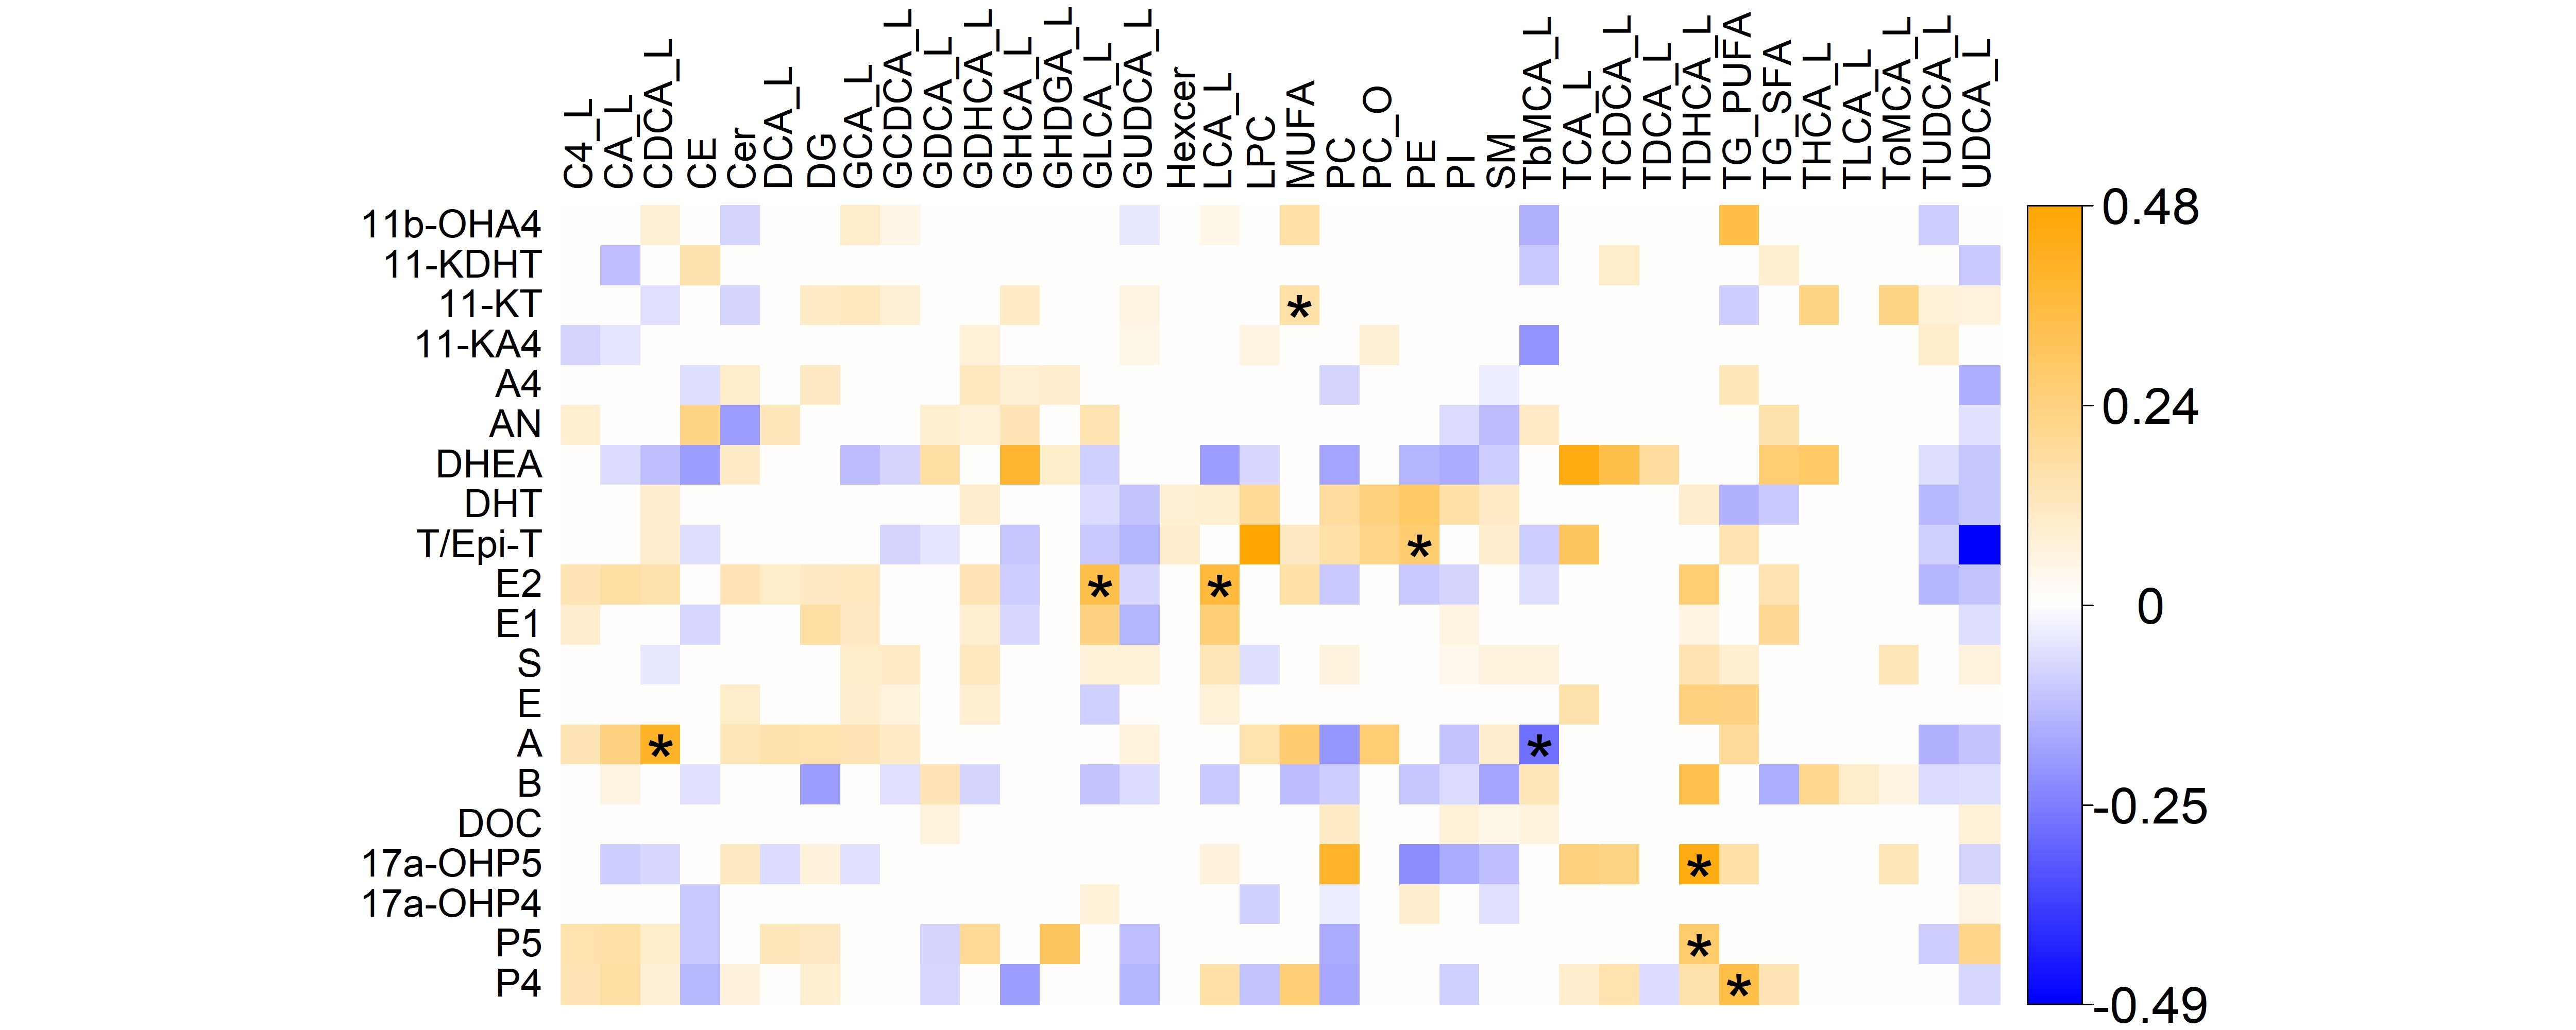 C4_L
CA_L
CDCA_L
CE
Cer
DCA_L
DG
GCA_L
GCDCA_L
GDCA_L
GDHCA_L
GHCA_L
GHDGA_L
GLCA_L
GUDCA_L
Hexcer
LCA_L
LPC
MUFA
PC
PC_O
PE
PI
SM
TbMCA_L
TCA_L
TCDCA_L
TDCA_L
TDHCA_L
TG_PUFA
TG_SFA
THCA_L
TLCA_L
ToMCA_L
TUDCA_L
UDCA_L
11b-OHA4
11-KDHT
11-KT *
11-KA4
A4
AN
DHEA
DHT
T/Epi-T *
E2 * *
E1
S
E
A * *
B
DOC
17a-OHP5 *
17a-OHP4
P5 *
P4 *
0.48
0.24
0
-0.25
-0.49